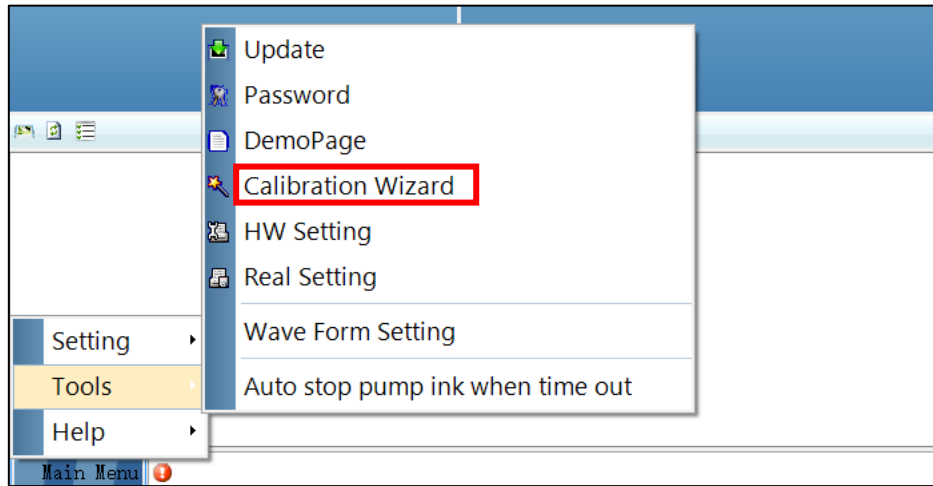 Update
Password
DemoPage
Calibration Wizard
HW Setting
Real Setting
Wave Form Setting
Auto stop pump ink when time out
Setting
Tools
Help
Main Menu